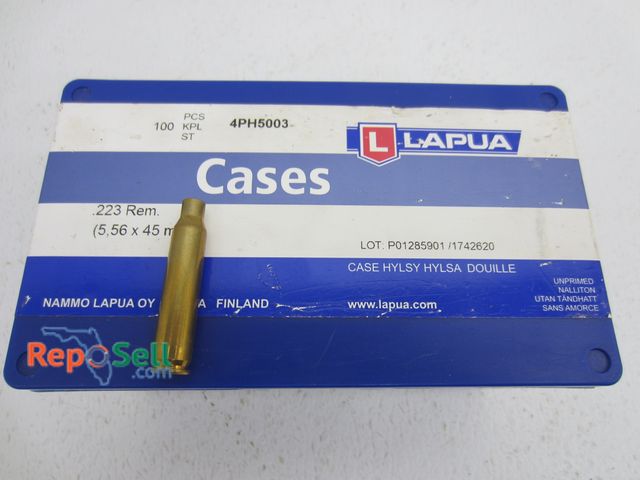 100 PCS KPL ST 4PH5003
L LAPUA
Cases
.223 Rem.
(5,56 x 45 m
LOT: P01285901 /1742620
CASE HYLSY HYLSA DOUILLE
UNPRIMED
NALLITON
UTAN TÄNDHATT
SANS AMORCE
NAMMO LAPUA OY FINLAND www.lapua.com
RepoSell
.com